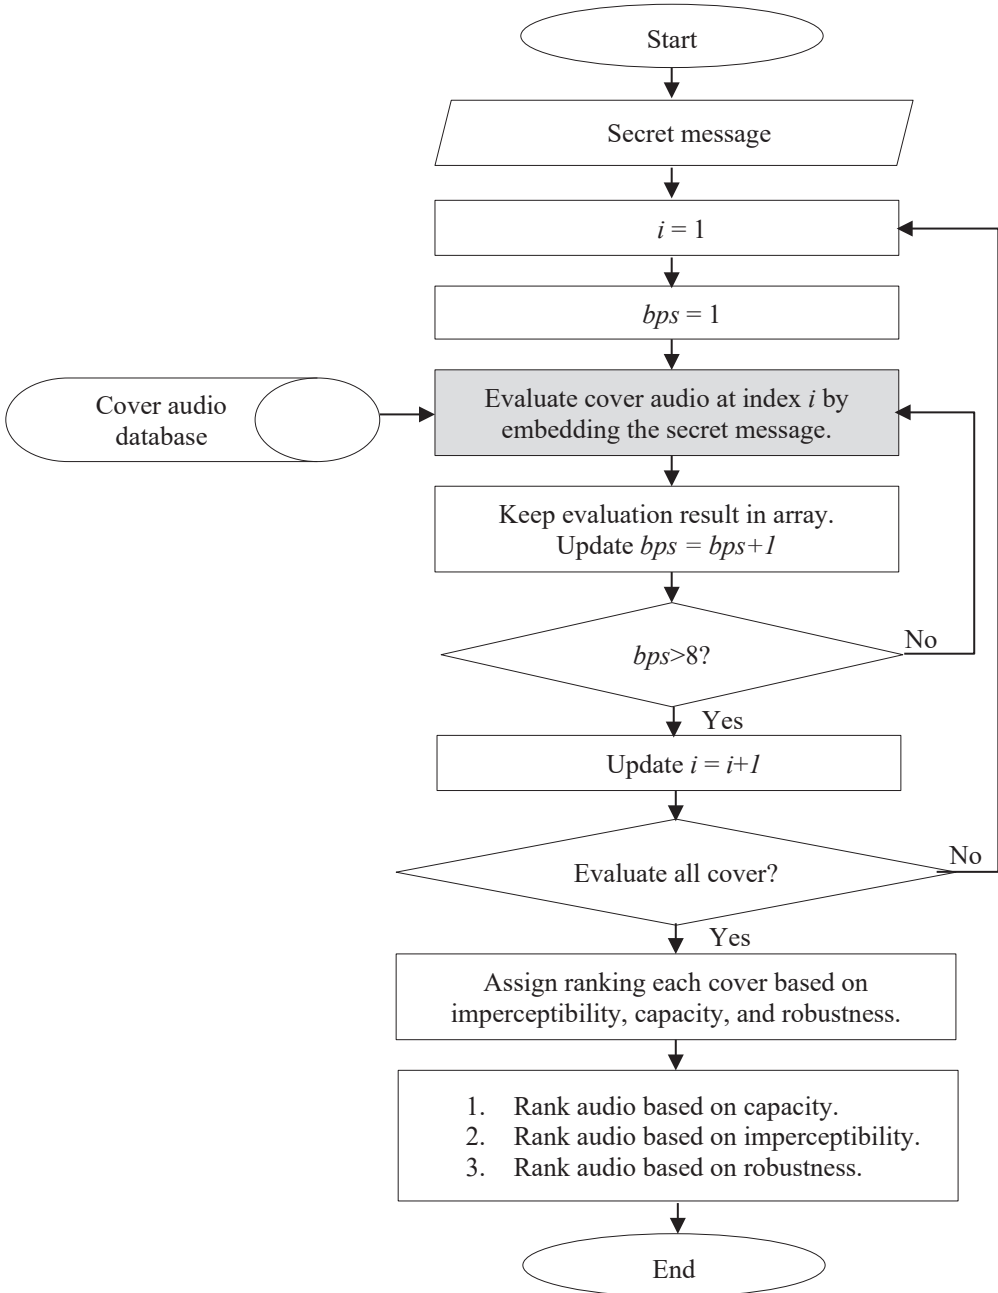 Start
Secret message
i = 1
bps = 1
Cover audio
database
Evaluate cover audio at index i by
embedding the secret message.
Keep evaluation result in array.
Update bps = bps+1
bps>8?
No
Yes
Update i = i+1
Evaluate all cover?
No
Yes
Assign ranking each cover based on
imperceptibility, capacity, and robustness.
1. Rank audio based on capacity.
2. Rank audio based on imperceptibility.
3. Rank audio based on robustness.
End